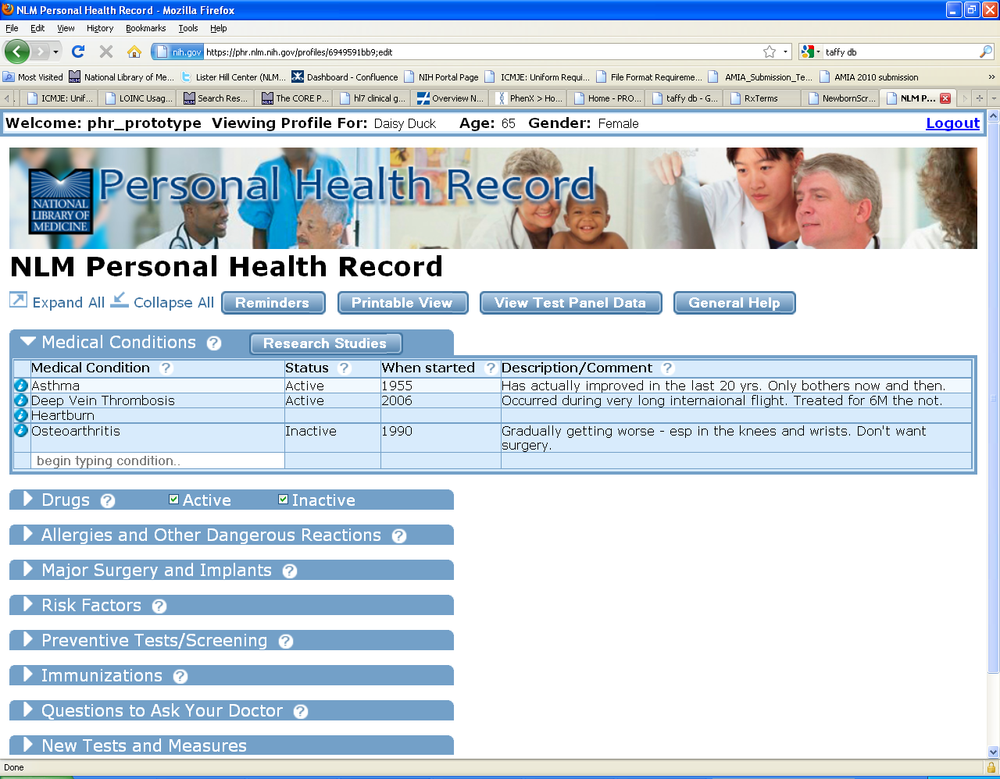 NLM Personal Health Record - Mozilla Firefox
File Edit View History Bookmarks Tools Help
nih.gov https://phr.nlm.nih.gov/profiles/6949591bb9;edit taffy db
Most Visited National Library of Me... Lister Hill Center (NLM... Dashboard - Confluence NIH Portal Page ICMJE: Uniform Requi... File Format Requireme... AMIA_Submission_Te... AMIA 2010 submission »
ICMJE: Unif... LOINC Usag... Search Res... The CORE P... hl7 clinical g... Overview N... PhenX > Ho... Home - PRO... taffy db - G... RxTerms NewbornScr... NLM P...
Welcome: phr_prototype Viewing Profile For: Daisy Duck Age: 65 Gender: Female Logout
Personal Health Record
NATIONAL
LIBRARY OF
MEDICINE
NLM Personal Health Record
Expand All Collapse All Reminders Printable View View Test Panel Data General Help
Medical Conditions ? Research Studies
Medical Condition ? Status ? When started ? Description/Comment ?
Asthma Active 1955 Has actually improved in the last 20 yrs. Only bothers now and then.
Deep Vein Thrombosis Active 2006 Occurred during very long internaional flight. Treated for 6M the not.
Heartburn
Osteoarthritis Inactive 1990 Gradually getting worse - esp in the knees and wrists. Don't want
surgery.
begin typing condition..
Drugs ? Active Inactive
Allergies and Other Dangerous Reactions ?
Major Surgery and Implants ?
Risk Factors ?
Preventive Tests/Screening ?
Immunizations ?
Questions to Ask Your Doctor ?
New Tests and Measures
Done